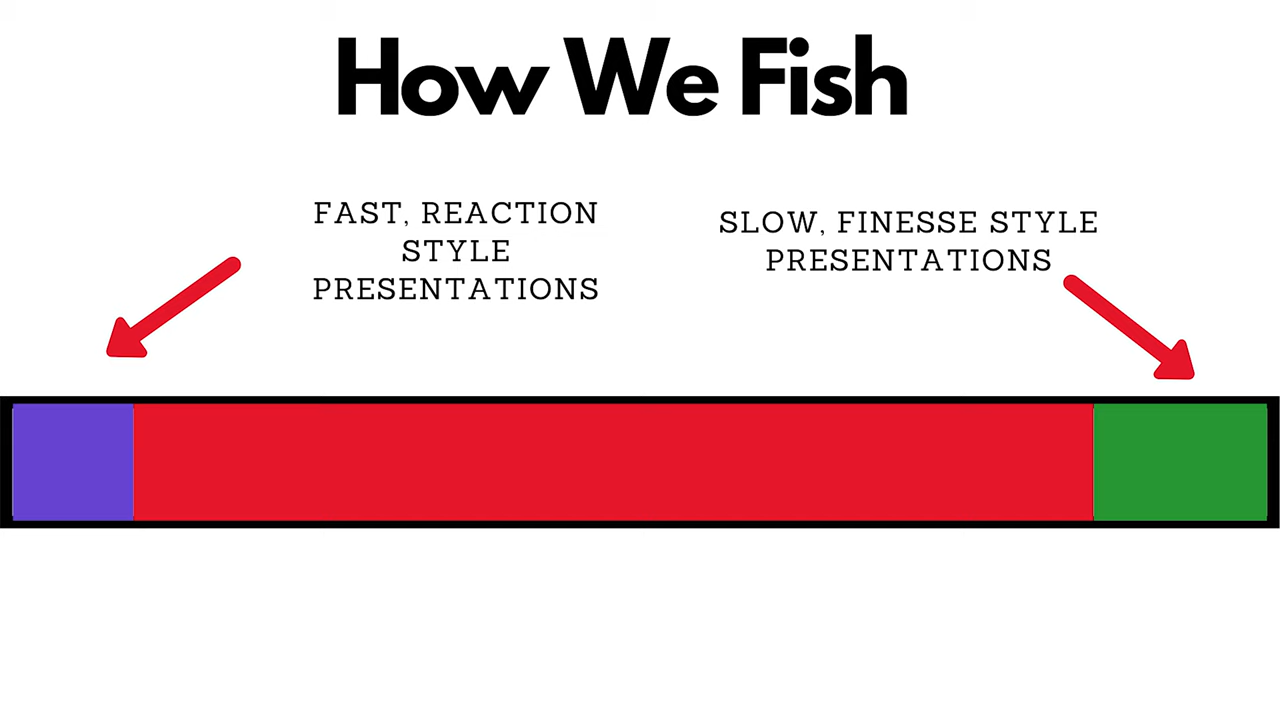 How We Fish
FAST, REACTION
STYLE
PRESENTATIONS
SLOW, FINESSE STYLE
PRESENTATIONS